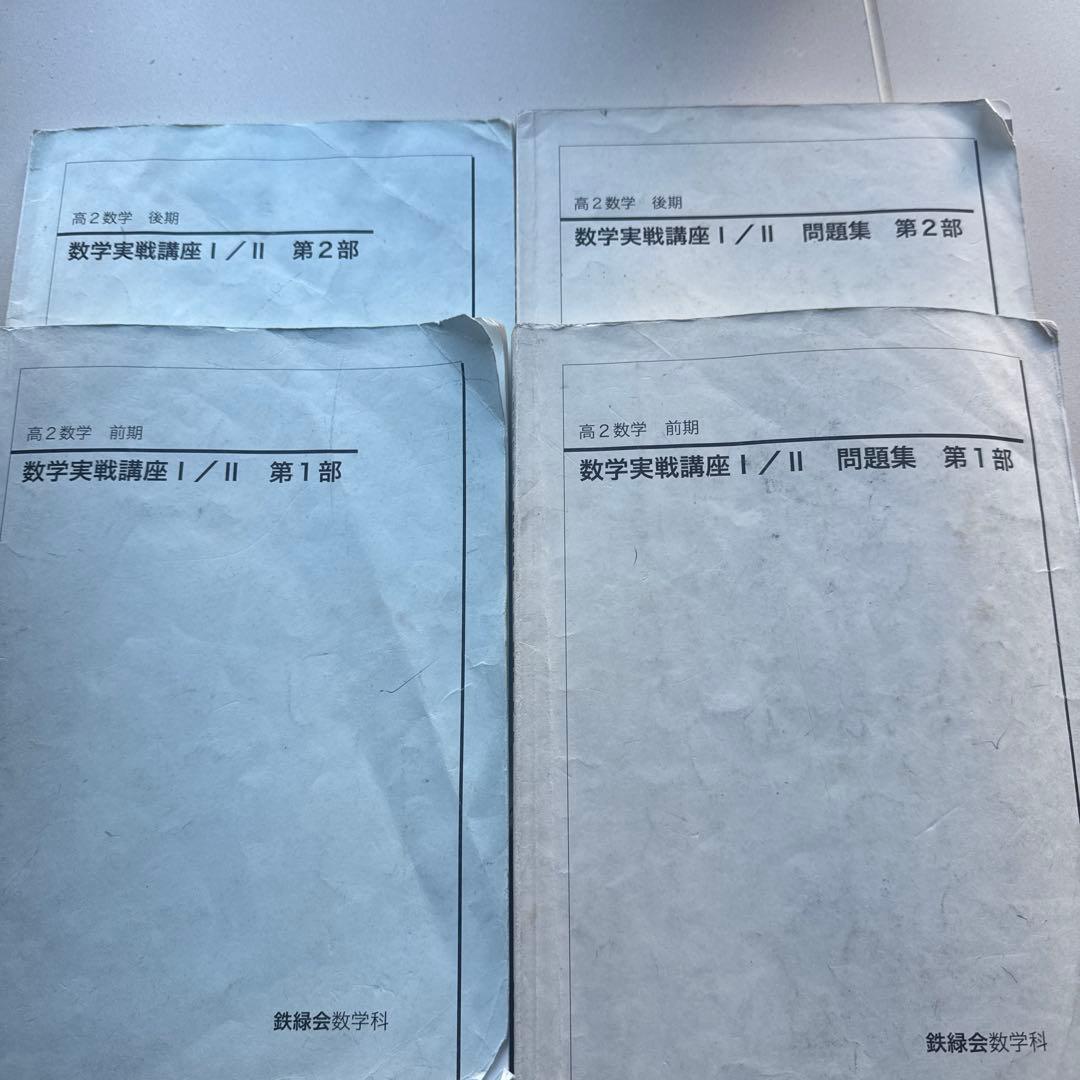 高2数学 後期
数学実戦講座Ⅰ／Ⅱ 第2部
高2数学 後期
数学実戦講座Ⅰ／Ⅱ 問題集 第2部
高2数学 前期
数学実戦講座Ⅰ／Ⅱ 第1部
鉄緑会数学科
高2数学 前期
数学実戦講座Ⅰ／Ⅱ 問題集 第1部
鉄緑会数学科